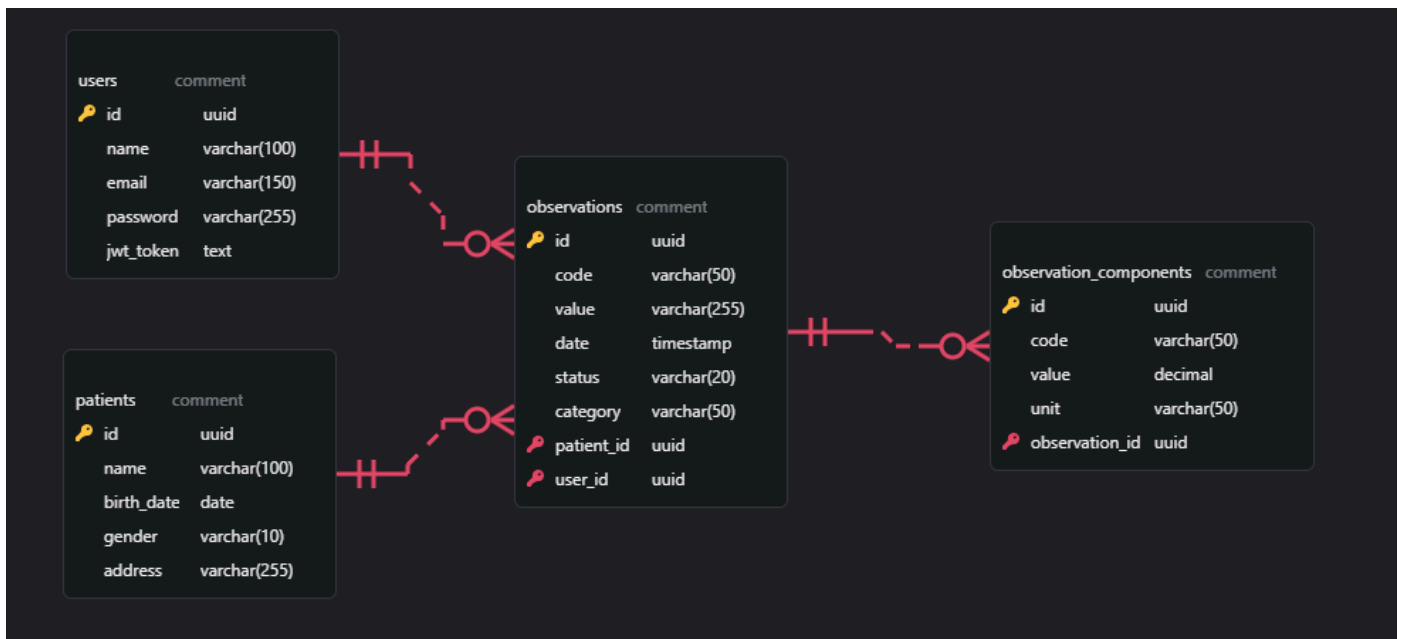 users comment
id uuid
name varchar(100)
email varchar(150)
password varchar(255)
jwt_token text
patients comment
id uuid
name varchar(100)
birth_date date
gender varchar(10)
address varchar(255)
observations comment
id uuid
code varchar(50)
value varchar(255)
date timestamp
status varchar(20)
category varchar(50)
patient_id uuid
user_id uuid
observation_components comment
id uuid
code varchar(50)
value decimal
unit varchar(50)
observation_id uuid